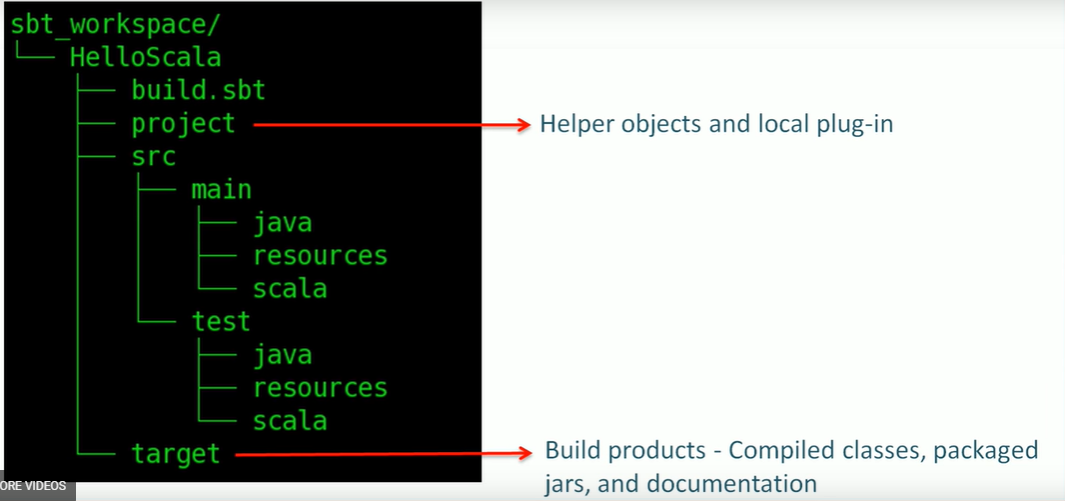 sbt_workspace/
└── HelloScala
├── build.sbt
├── project
Helper objects and local plug-in
├── src
├── main
├── java
├── resources
└── scala
└── test
├── java
├── resources
└── scala
└── target
Build products - Compiled classes, packaged
jars, and documentation
ORE VIDEOS